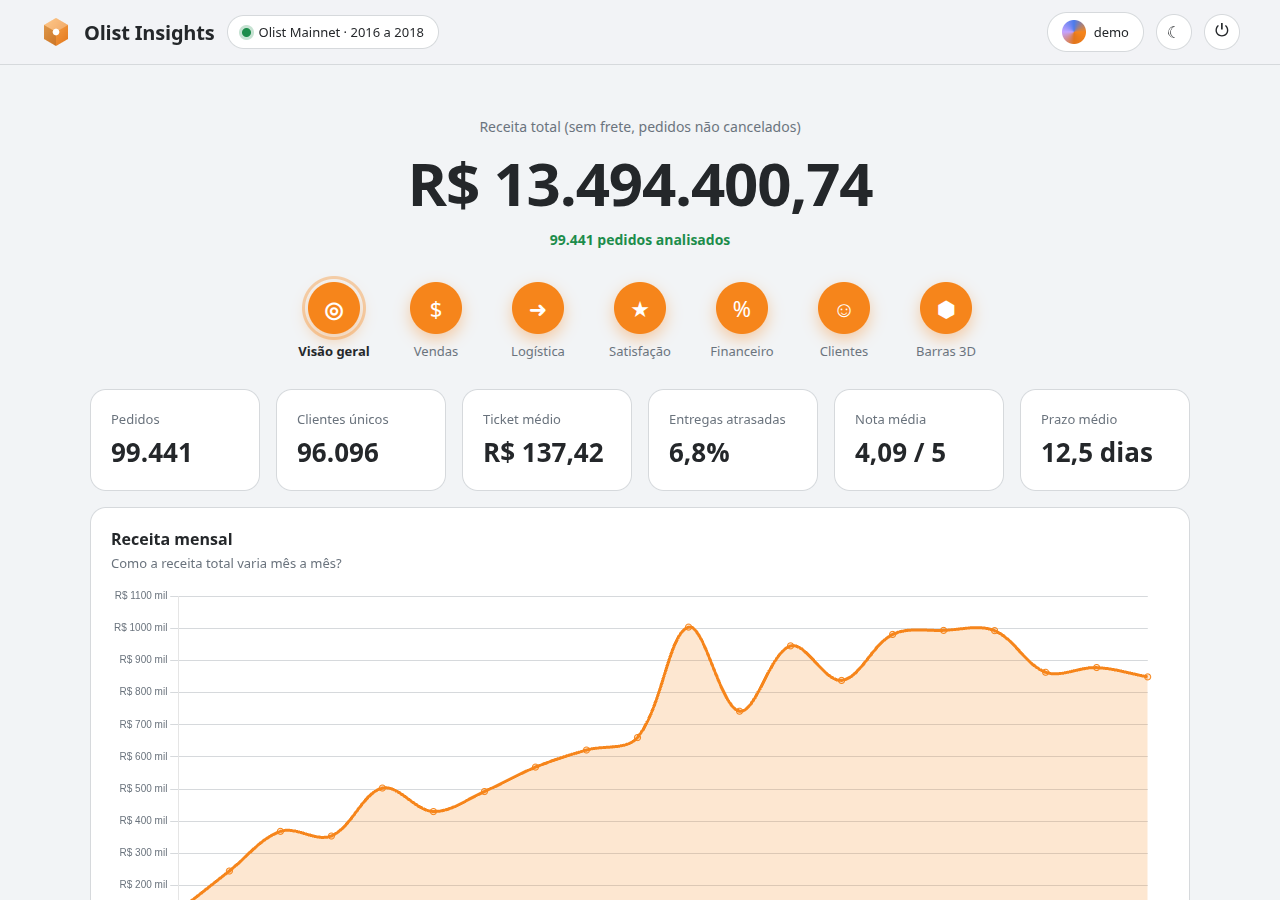 Olist Insights
Olist Mainnet · 2016 a 2018
demo
Receita total (sem frete, pedidos não cancelados)
R$ 13.494.400,74
99.441 pedidos analisados
$
%
Visão geral
Vendas
Logística
Satisfação
Financeiro
Clientes
Barras 3D
Pedidos
99.441
Clientes únicos
96.096
Ticket médio
R$ 137,42
Entregas atrasadas
6,8%
Nota média
4,09 / 5
Prazo médio
12,5 dias
Receita mensal
Como a receita total varia mês a mês?
R$ 1100 mil
R$ 1000 mil
R$ 900 mil
R$ 800 mil
R$ 700 mil
R$ 600 mil
R$ 500 mil
R$ 400 mil
R$ 300 mil
R$ 200 mil